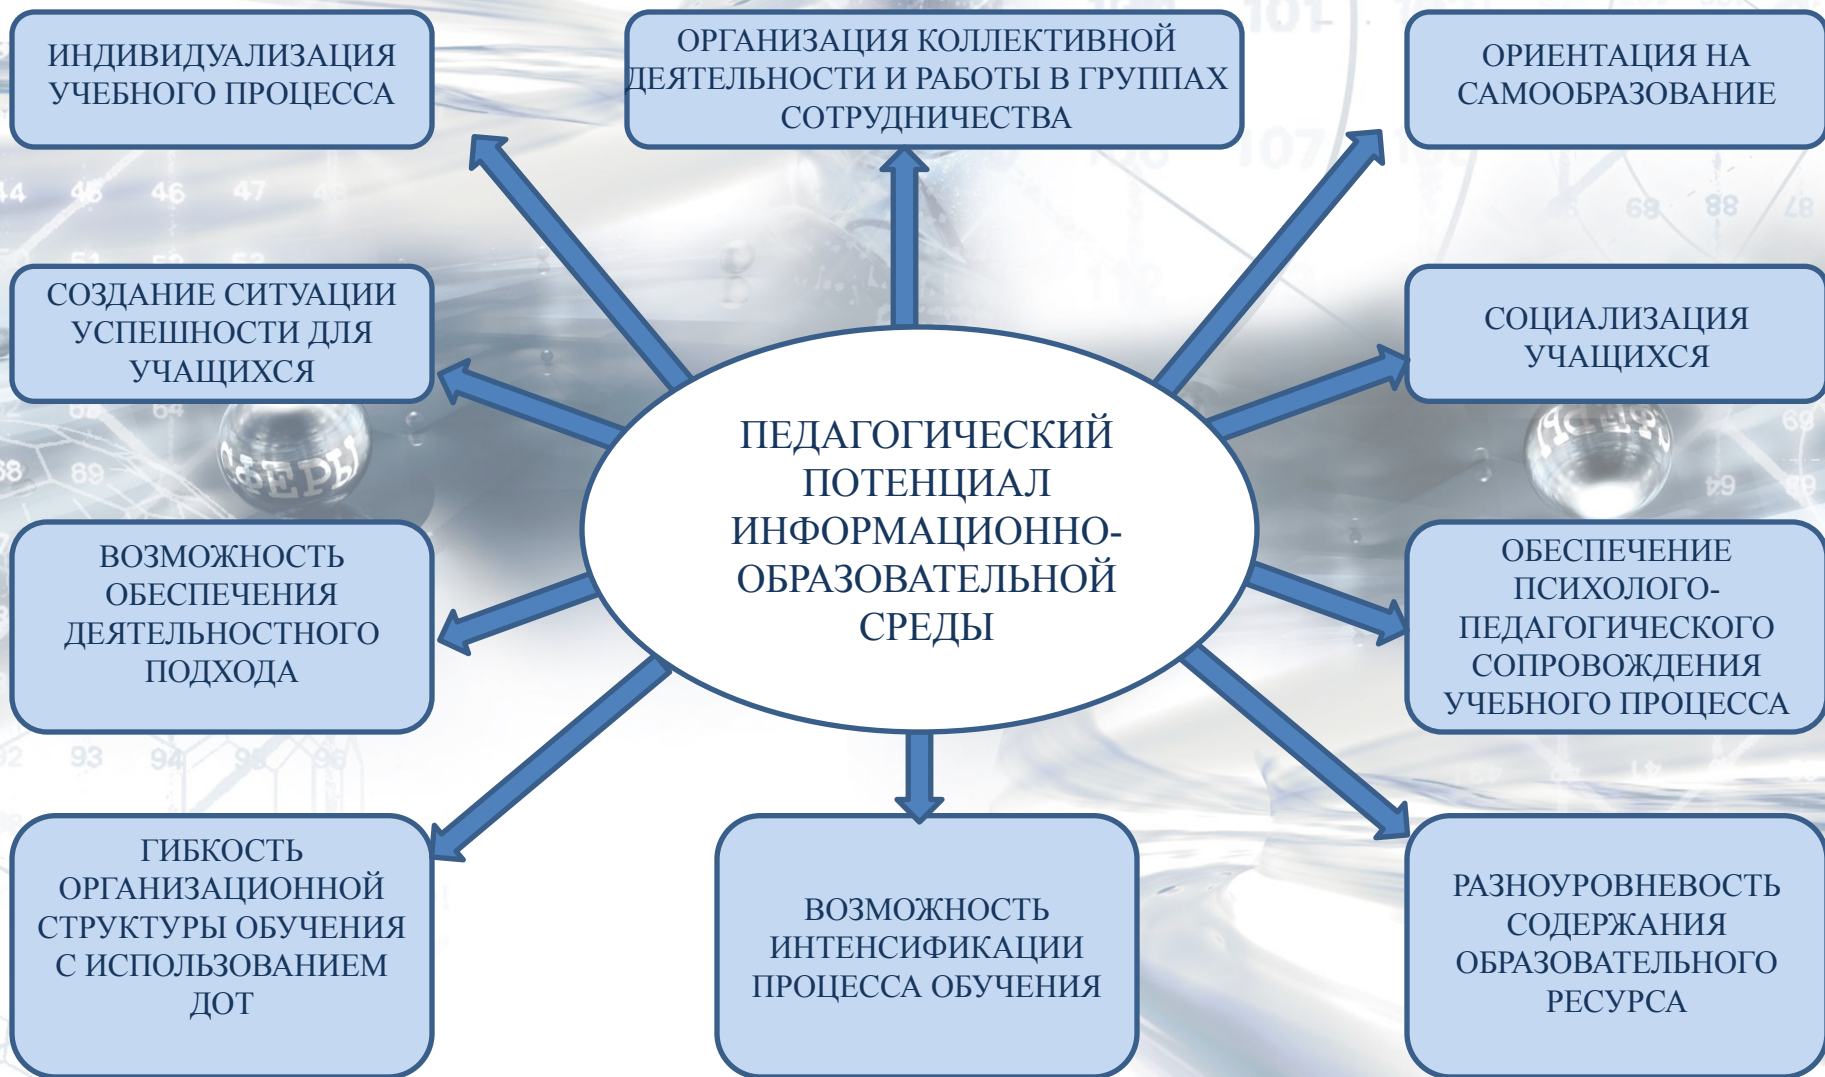 ИНДИВИДУАЛИЗАЦИЯ
УЧЕБНОГО ПРОЦЕССА
ОРГАНИЗАЦИЯ КОЛЛЕКТИВНОЙ
ДЕЯТЕЛЬНОСТИ И РАБОТЫ В ГРУППАХ
СОТРУДНИЧЕСТВА
ОРИЕНТАЦИЯ НА
САМООБРАЗОВАНИЕ
СОЗДАНИЕ СИТУАЦИИ
УСПЕШНОСТИ ДЛЯ
УЧАЩИХСЯ
СОЦИАЛИЗАЦИЯ
УЧАЩИХСЯ
ПЕДАГОГИЧЕСКИЙ
ПОТЕНЦИАЛ
ИНФОРМАЦИОННО-
ОБРАЗОВАТЕЛЬНОЙ
СРЕДЫ
ВОЗМОЖНОСТЬ
ОБЕСПЕЧЕНИЯ
ДЕЯТЕЛЬНОСТНОГО
ПОДХОДА
ОБЕСПЕЧЕНИЕ
ПСИХОЛОГО-
ПЕДАГОГИЧЕСКОГО
СОПРОВОЖДЕНИЯ
УЧЕБНОГО ПРОЦЕССА
ГИБКОСТЬ
ОРГАНИЗАЦИОННОЙ
СТРУКТУРЫ ОБУЧЕНИЯ
С ИСПОЛЬЗОВАНИЕМ
ДОТ
ВОЗМОЖНОСТЬ
ИНТЕНСИФИКАЦИИ
ПРОЦЕССА ОБУЧЕНИЯ
РАЗНОУРОВНЕВОСТЬ
СОДЕРЖАНИЯ
ОБРАЗОВАТЕЛЬНОГО
РЕСУРСА